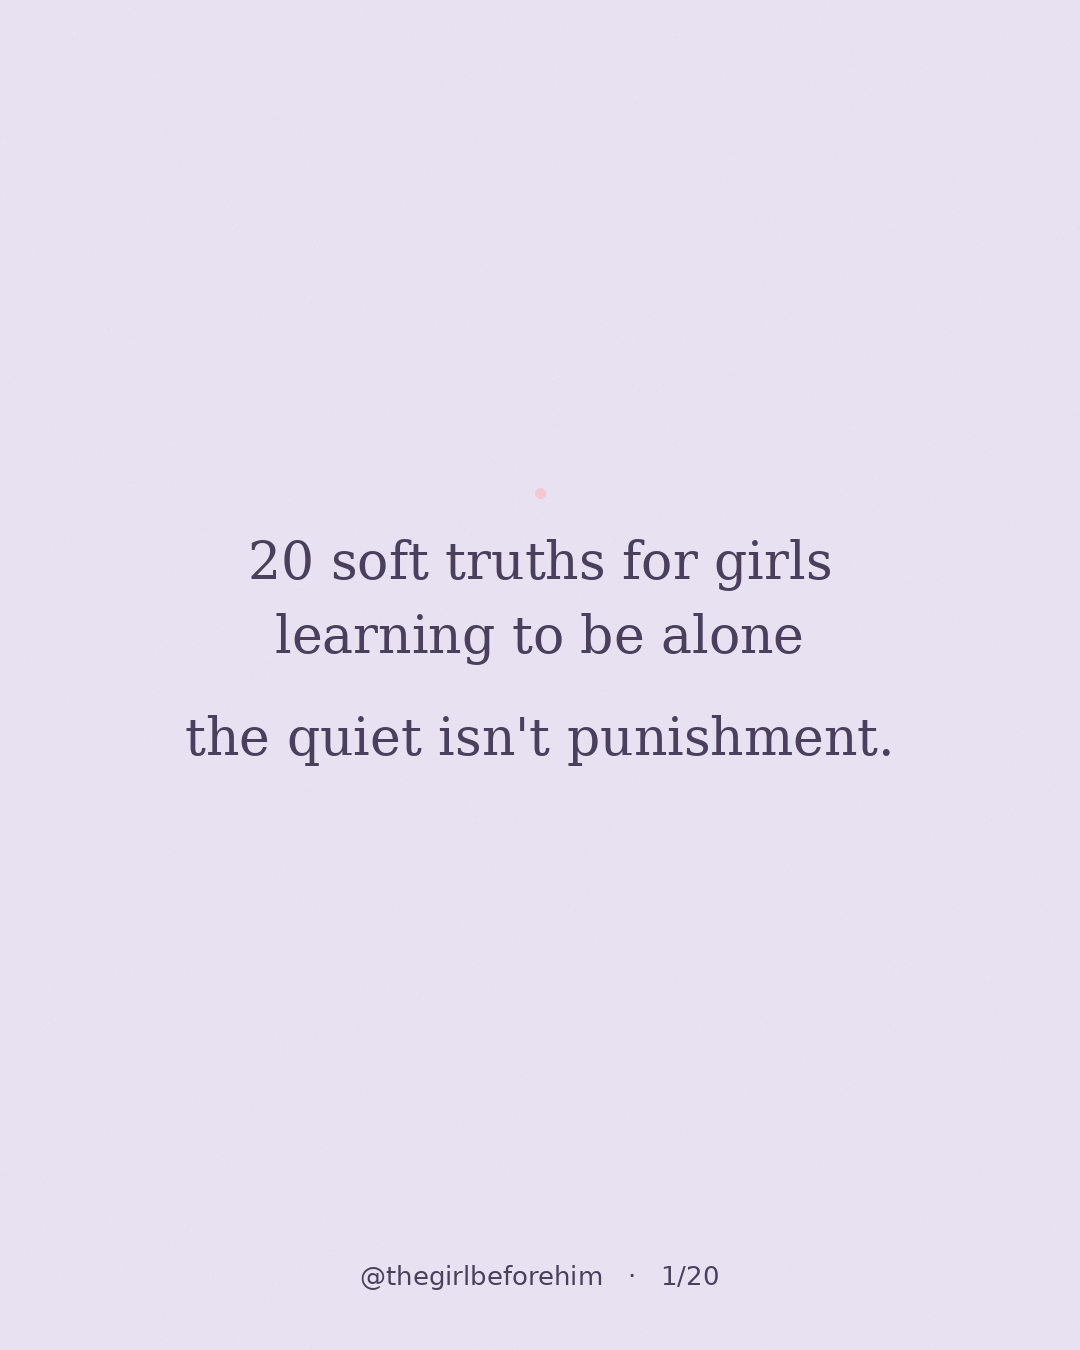 20 soft truths for girls
learning to be alone
the quiet isn't punishment.
@thegirlbeforehim · 1/20